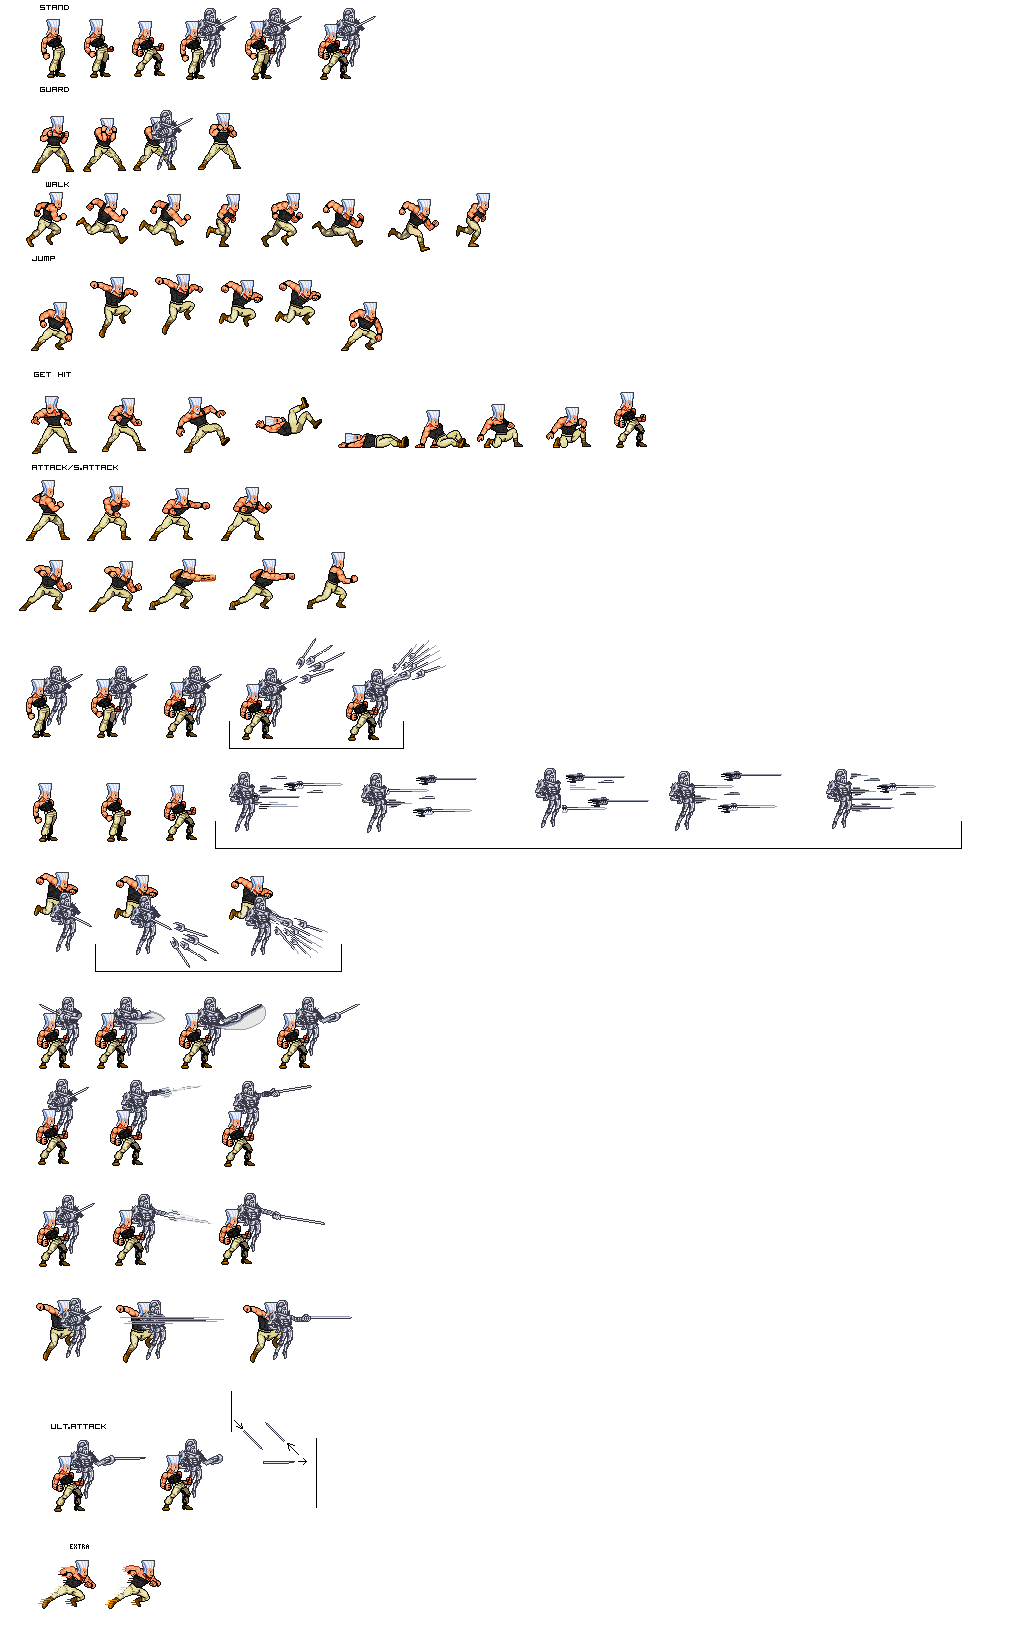 STAND
GUARD
WALK
JUMP
GET HIT
ATTACK/S.ATTACK
ULT.ATTACK
EXTRA